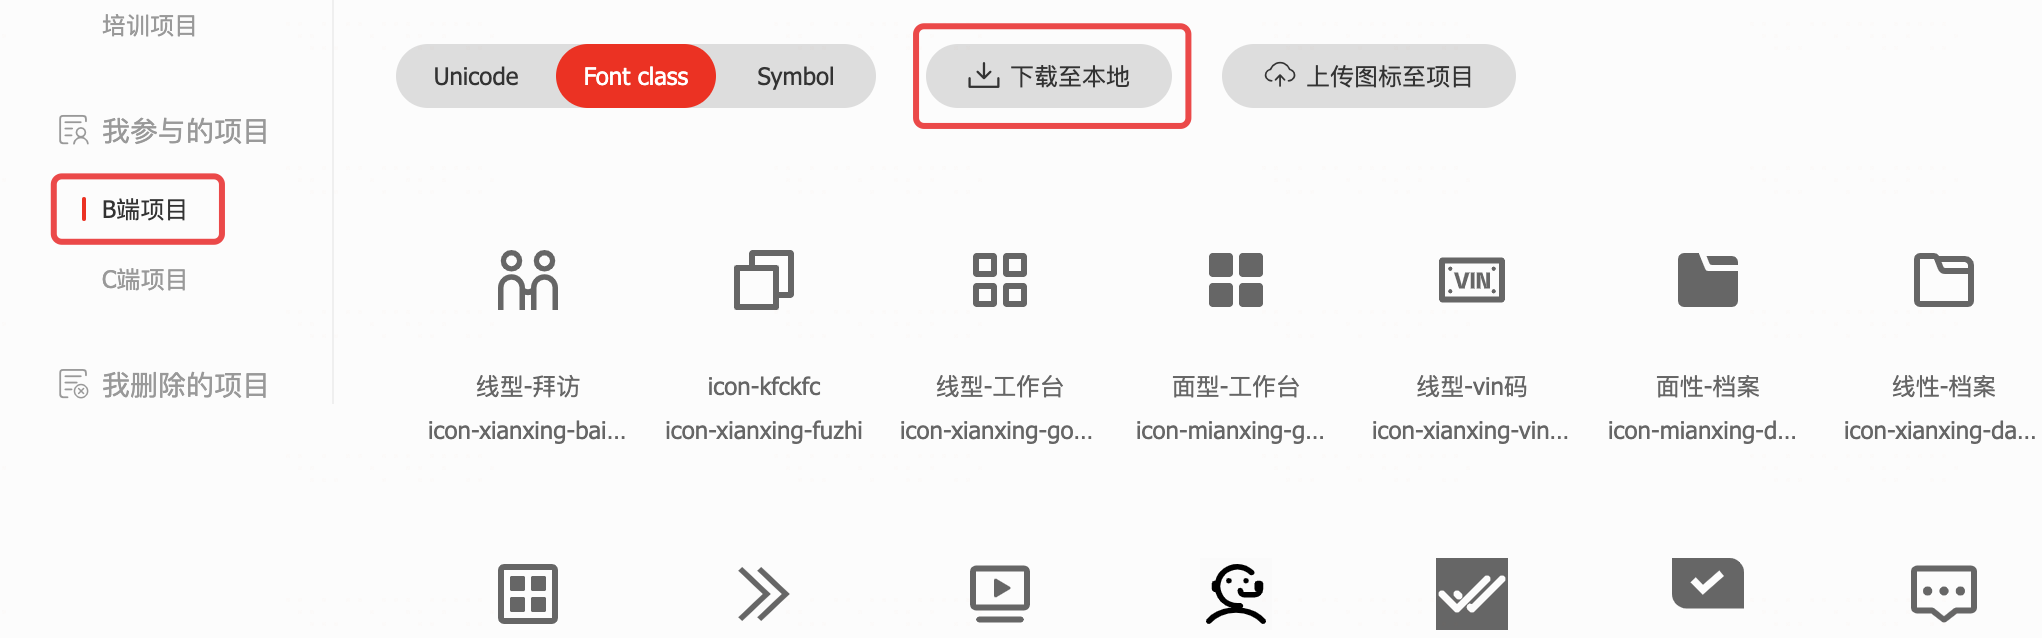 培训项目
我参与的项目
B端项目
C端项目
我删除的项目
Unicode
Font class
Symbol
下载至本地
上传图标至项目
VIN
线型-拜访
icon-kfckfc
线型-工作台
面型-工作台
线型-vin码
面性-档案
线性-档案
icon-xianxing-bai...
icon-xianxing-fuzhi
icon-xianxing-go...
icon-mianxing-g...
icon-xianxing-vin...
icon-mianxing-d...
icon-xianxing-da...